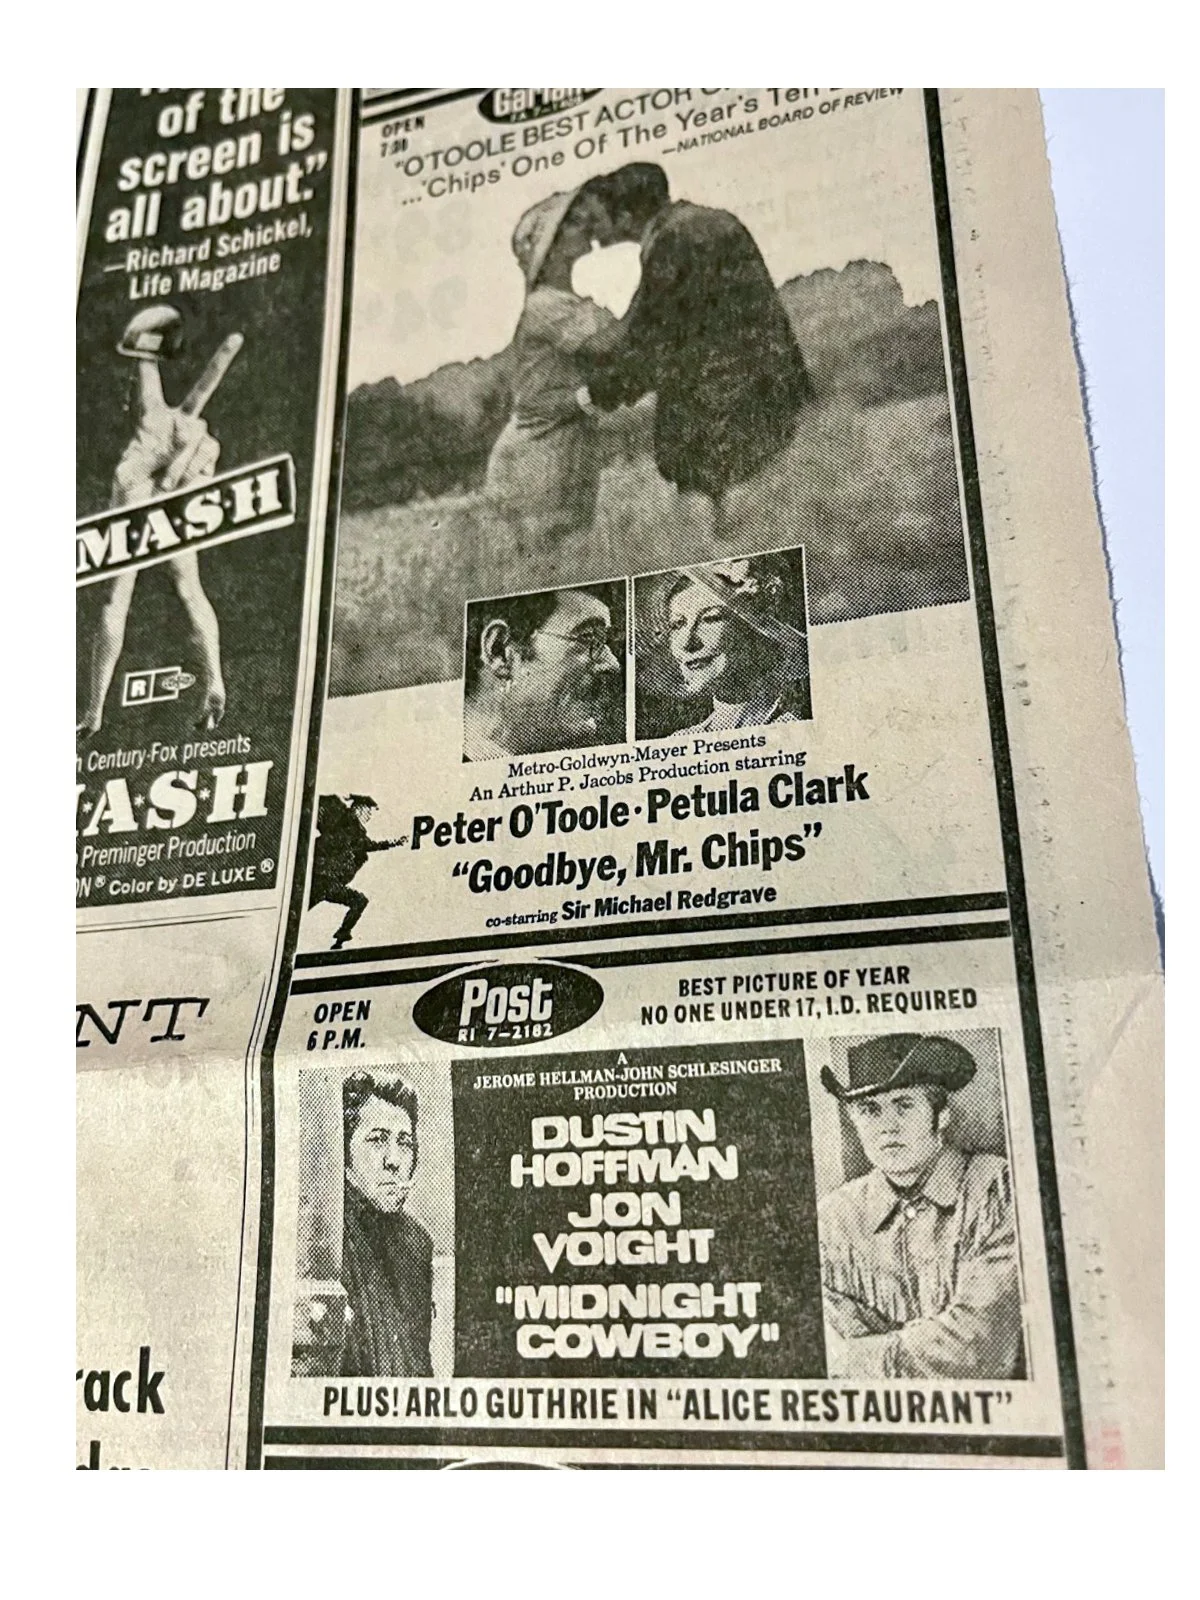 of the
screen is
all about."
—Richard Schickel,
Life Magazine
M·A·S·H
R
Century-Fox presents
A·S·H
Preminger Production
Color by DE LUXE®
NT
rack
OPEN
7:00
"O'TOOLE BEST ACTOR
...'Chips' One Of The Year's Ten
—NATIONAL BOARD OF REVIEW
Metro-Goldwyn-Mayer Presents
An Arthur P. Jacobs Production starring
Peter O'Toole · Petula Clark
"Goodbye, Mr. Chips"
co-starring Sir Michael Redgrave
OPEN
6 P.M.
Post
RI 7-2182
BEST PICTURE OF YEAR
NO ONE UNDER 17, I.D. REQUIRED
A
JEROME HELLMAN-JOHN SCHLESINGER
PRODUCTION
DUSTIN
HOFFMAN
JON
VOIGHT
"MIDNIGHT
COWBOY"
PLUS! ARLO GUTHRIE IN "ALICE RESTAURANT"